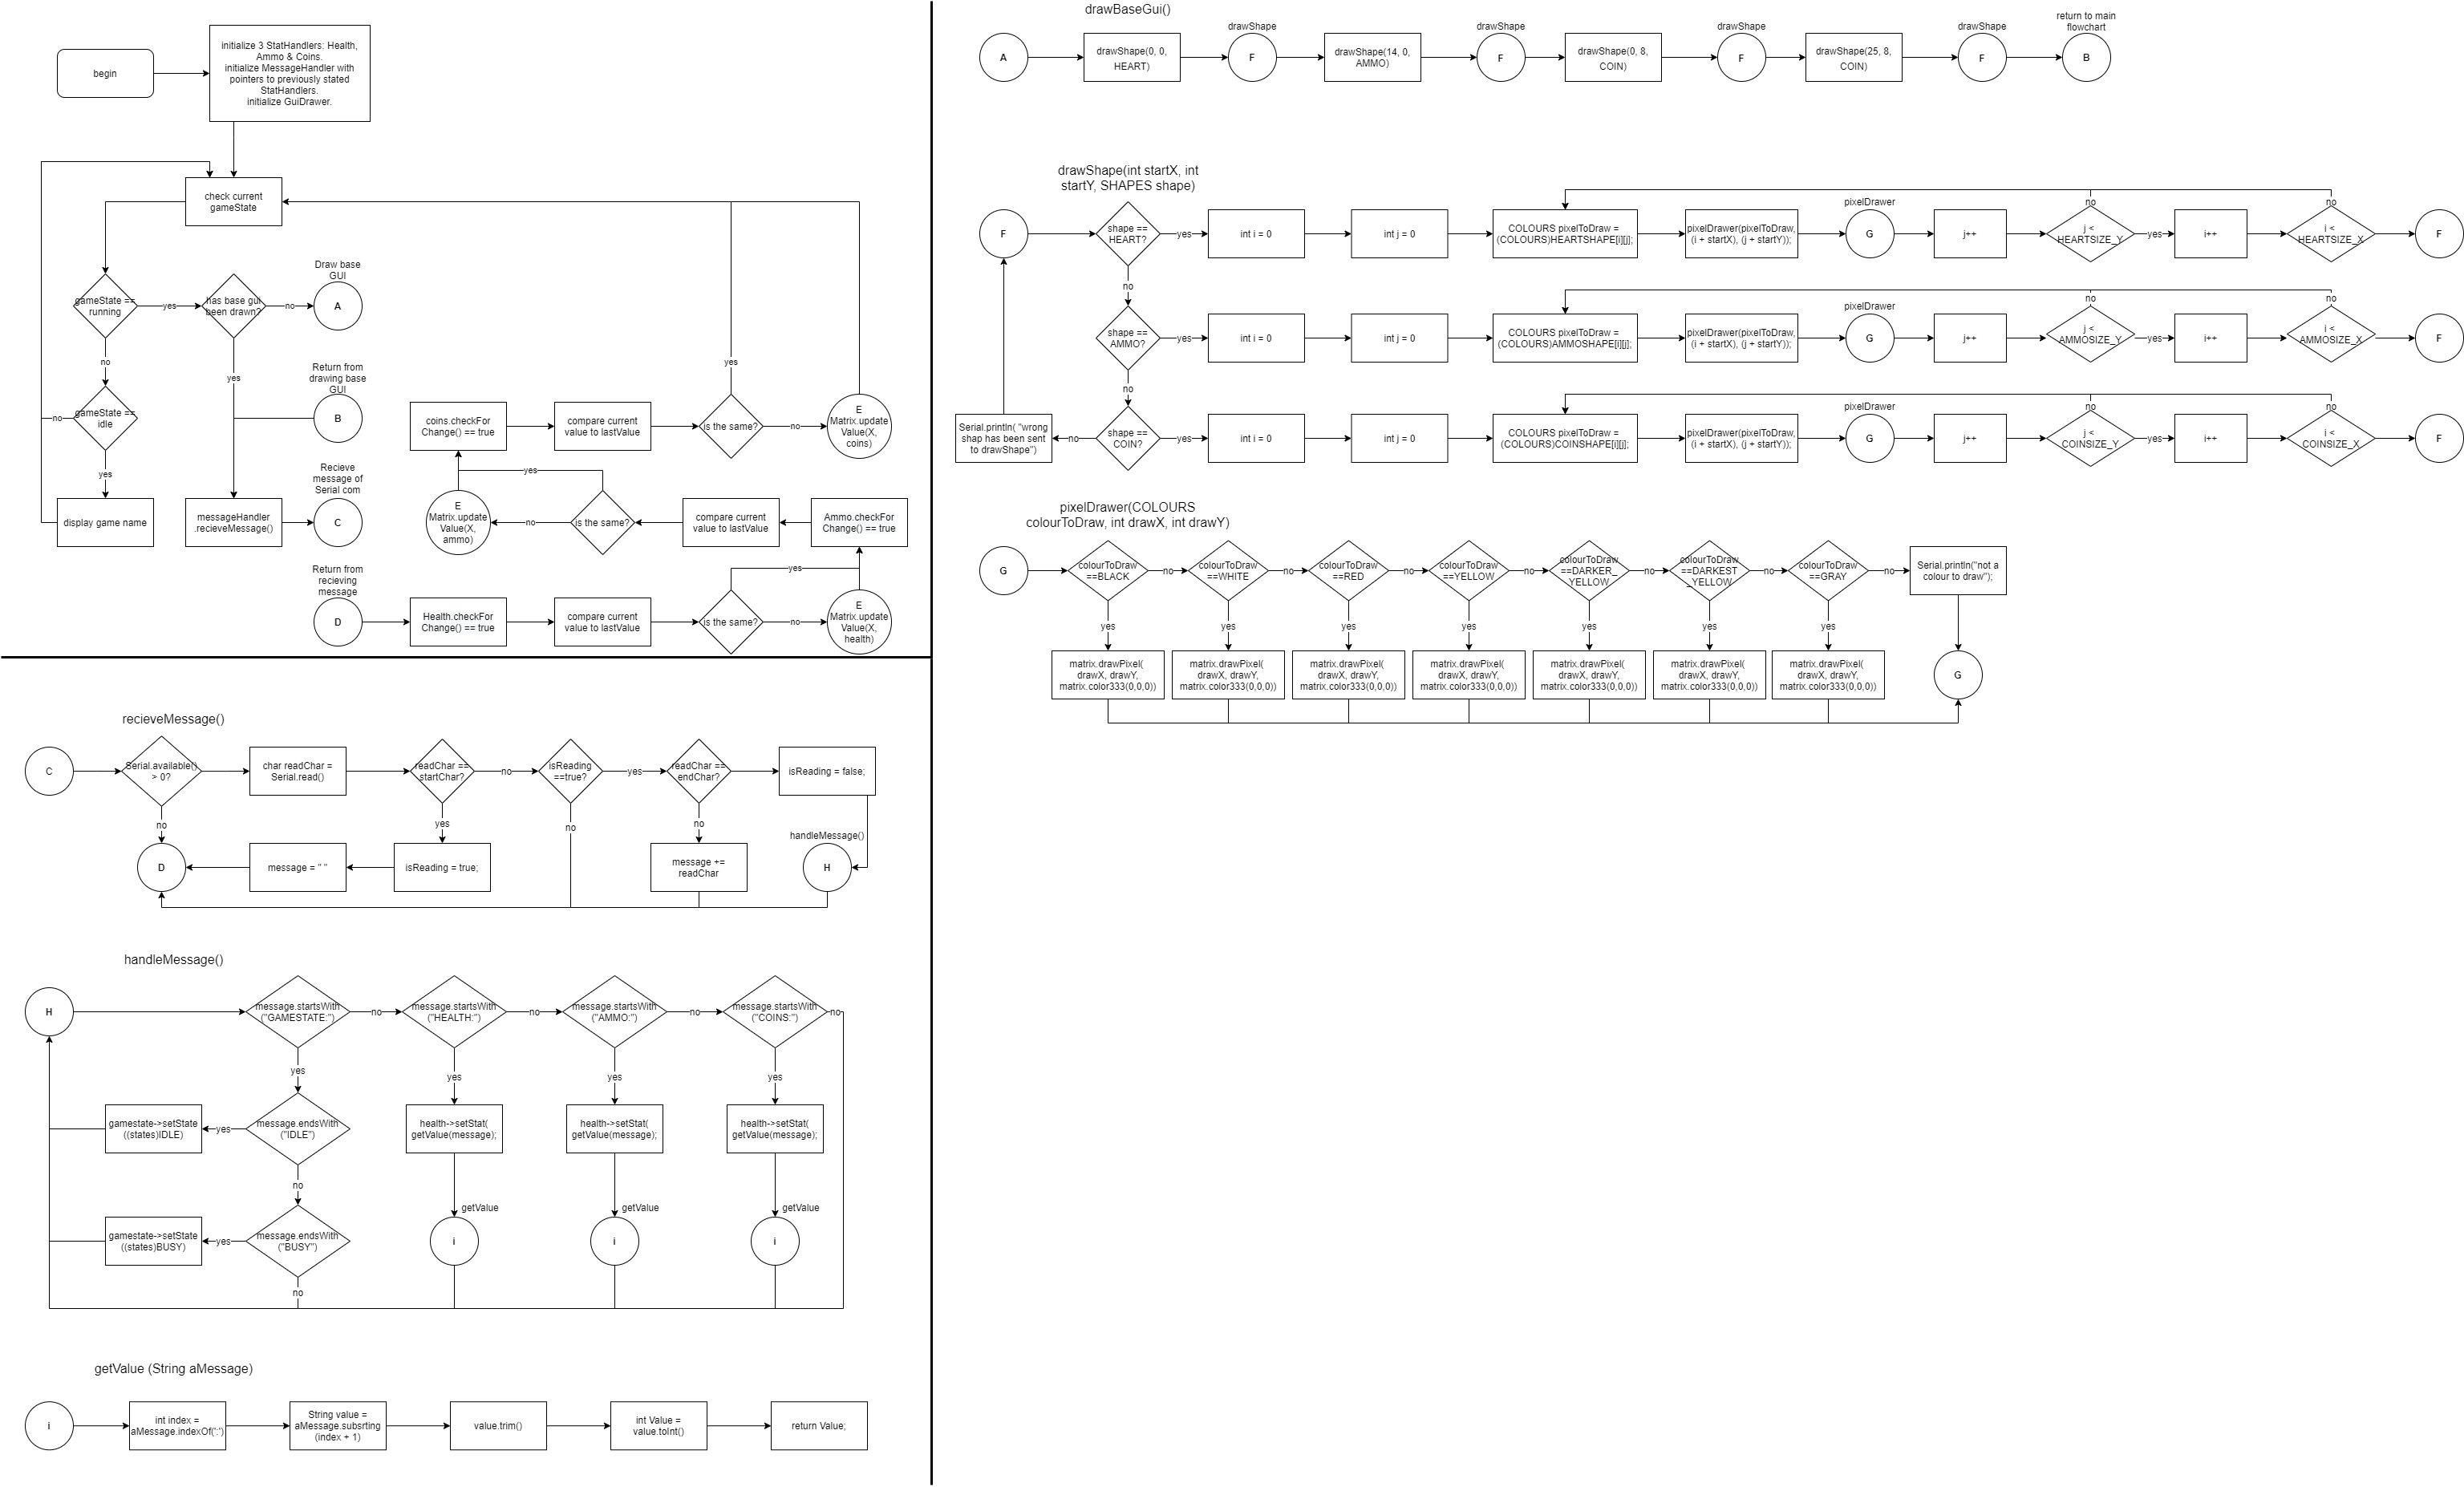 begin
initialize 3 StatHandlers: Health,
Ammo & Coins.
initialize MessageHandler with
pointers to previously stated
StatHandlers.
initialize GuiDrawer.
check current
gameState
gameState ==
running
yes
has base gui
been drawn?
no
Draw base
GUI
A
no
yes
Return from
drawing base
GUI
B
gameState ==
idle
no
yes
display game name
messageHandler
.recieveMessage()
Recieve
message of
Serial com
C
coins.checkFor
Change() == true
compare current
value to lastValue
is the same?
yes
no
E
Matrix.update
Value(X,
coins)
yes
E
Matrix.update
Value(X,
ammo)
no
is the same?
compare current
value to lastValue
Ammo.checkFor
Change() == true
Return from
recieving
message
D
Health.checkFor
Change() == true
compare current
value to lastValue
is the same?
yes
no
E
Matrix.update
Value(X,
health)
recieveMessage()
C
Serial.available()
> 0?
char readChar =
Serial.read()
readChar ==
startChar?
no
isReading
==true?
yes
readChar ==
endChar?
isReading = false;
no
yes
no
no
handleMessage()
D
message = " "
isReading = true;
message +=
readChar
H
handleMessage()
H
message.startsWith
("GAMESTATE:")
no
message.startsWith
("HEALTH:")
no
message.startsWith
("AMMO:")
no
message.startsWith
("COINS:")
no
yes
yes
yes
yes
gamestate->setState
((states)IDLE)
yes
message.endsWith
("IDLE")
health->setStat(
getValue(message);
health->setStat(
getValue(message);
health->setStat(
getValue(message);
no
getValue
getValue
getValue
gamestate->setState
((states)BUSY)
yes
message.endsWith
("BUSY")
i
i
i
no
getValue (String aMessage)
i
int index =
aMessage.indexOf(':')
String value =
aMessage.subsrting
(index + 1)
value.trim()
int Value =
value.toInt()
return Value;
drawBaseGui()
A
drawShape(0, 0,
HEART)
drawShape
F
drawShape(14, 0,
AMMO)
drawShape
F
drawShape(0, 8,
COIN)
drawShape
F
drawShape(25, 8,
COIN)
drawShape
F
return to main
flowchart
B
drawShape(int startX, int
startY, SHAPES shape)
F
shape ==
HEART?
yes
int i = 0
int j = 0
COLOURS pixelToDraw =
(COLOURS)HEARTSHAPE[i][j];
pixelDrawer(pixelToDraw,
(i + startX), (j + startY));
pixelDrawer
G
j++
no
j <
HEARTSIZE_Y
yes
i++
no
i <
HEARTSIZE_X
F
no
shape ==
AMMO?
yes
int i = 0
int j = 0
COLOURS pixelToDraw =
(COLOURS)AMMOSHAPE[i][j];
pixelDrawer(pixelToDraw,
(i + startX), (j + startY));
pixelDrawer
G
j++
no
j <
AMMOSIZE_Y
yes
i++
no
i <
AMMOSIZE_X
F
no
Serial.println( "wrong
shap has been sent
to drawShape")
no
shape ==
COIN?
yes
int i = 0
int j = 0
COLOURS pixelToDraw =
(COLOURS)COINSHAPE[i][j];
pixelDrawer(pixelToDraw,
(i + startX), (j + startY));
pixelDrawer
G
j++
no
j <
COINSIZE_Y
yes
i++
no
i <
COINSIZE_X
F
pixelDrawer(COLOURS
colourToDraw, int drawX, int drawY)
G
colourToDraw
==BLACK
no
colourToDraw
==WHITE
no
colourToDraw
==RED
no
colourToDraw
==YELLOW
no
colourToDraw
==DARKER_
YELLOW
no
colourToDraw
==DARKEST
_YELLOW
no
colourToDraw
==GRAY
no
Serial.println("not a
colour to draw");
yes
yes
yes
yes
yes
yes
yes
matrix.drawPixel(
drawX, drawY,
matrix.color333(0,0,0))
matrix.drawPixel(
drawX, drawY,
matrix.color333(0,0,0))
matrix.drawPixel(
drawX, drawY,
matrix.color333(0,0,0))
matrix.drawPixel(
drawX, drawY,
matrix.color333(0,0,0))
matrix.drawPixel(
drawX, drawY,
matrix.color333(0,0,0))
matrix.drawPixel(
drawX, drawY,
matrix.color333(0,0,0))
matrix.drawPixel(
drawX, drawY,
matrix.color333(0,0,0))
G